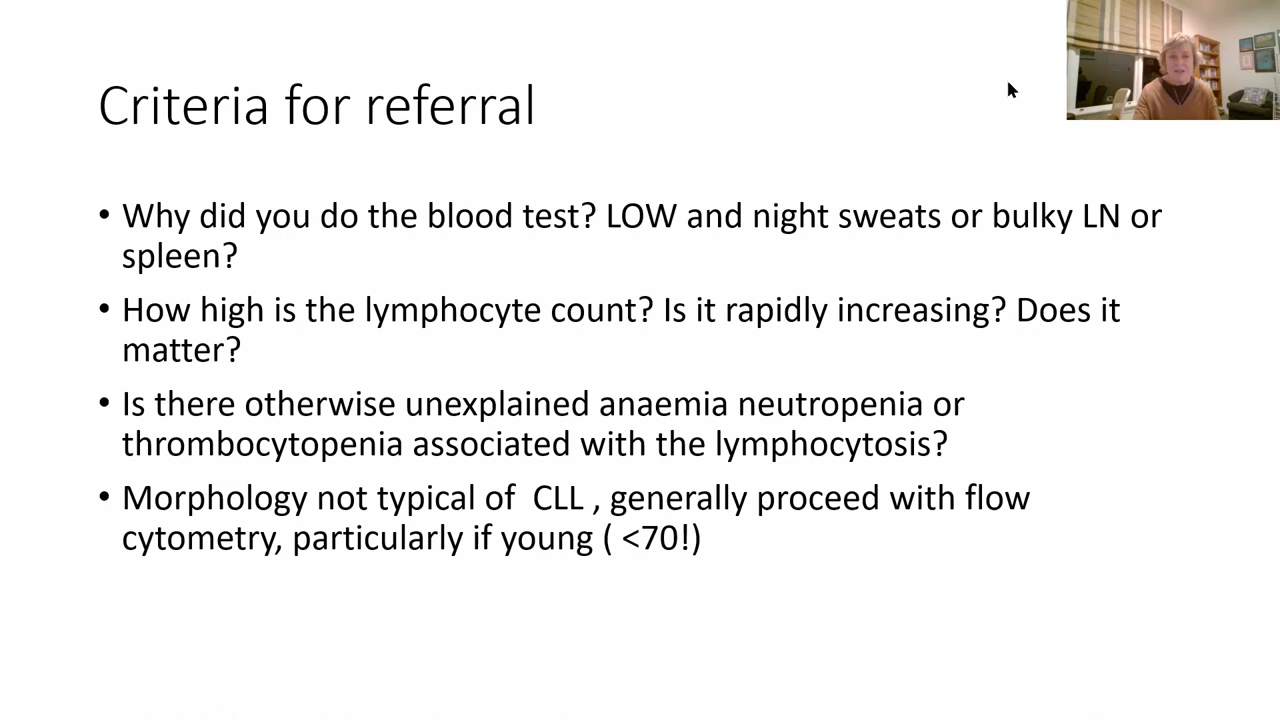 Criteria for referral
• Why did you do the blood test? LOW and night sweats or bulky LN or
spleen?
• How high is the lymphocyte count? Is it rapidly increasing? Does it
matter?
• Is there otherwise unexplained anaemia neutropenia or
thrombocytopenia associated with the lymphocytosis?
• Morphology not typical of  CLL , generally proceed with flow
cytometry, particularly if young ( <70!)